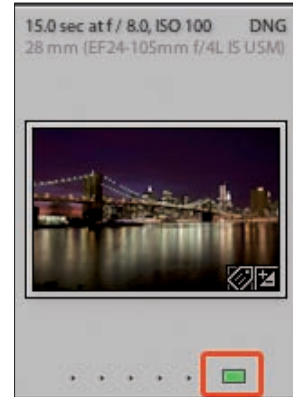 15.0 sec at f / 8.0, ISO 100 DNG
28 mm (EF24-105mm f/4L IS USM)